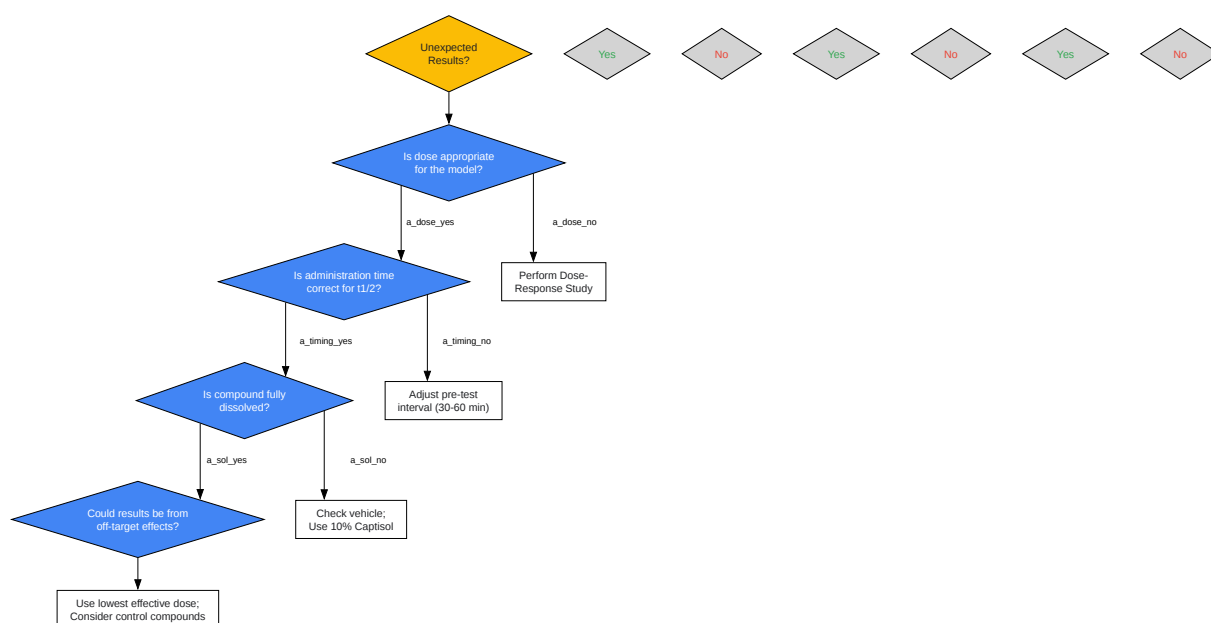 Unexpected
Results?
Yes
No
Yes
No
Yes
No
Is dose appropriate
for the model?
a_dose_yes
a_dose_no
Is administration time
correct for t1/2?
Perform Dose-
Response Study
a_timing_yes
a_timing_no
Is compound fully
dissolved?
Adjust pre-test
interval (30-60 min)
a_sol_yes
a_sol_no
Could results be from
off-target effects?
Check vehicle;
Use 10% Captisol
Use lowest effective dose;
Consider control compounds